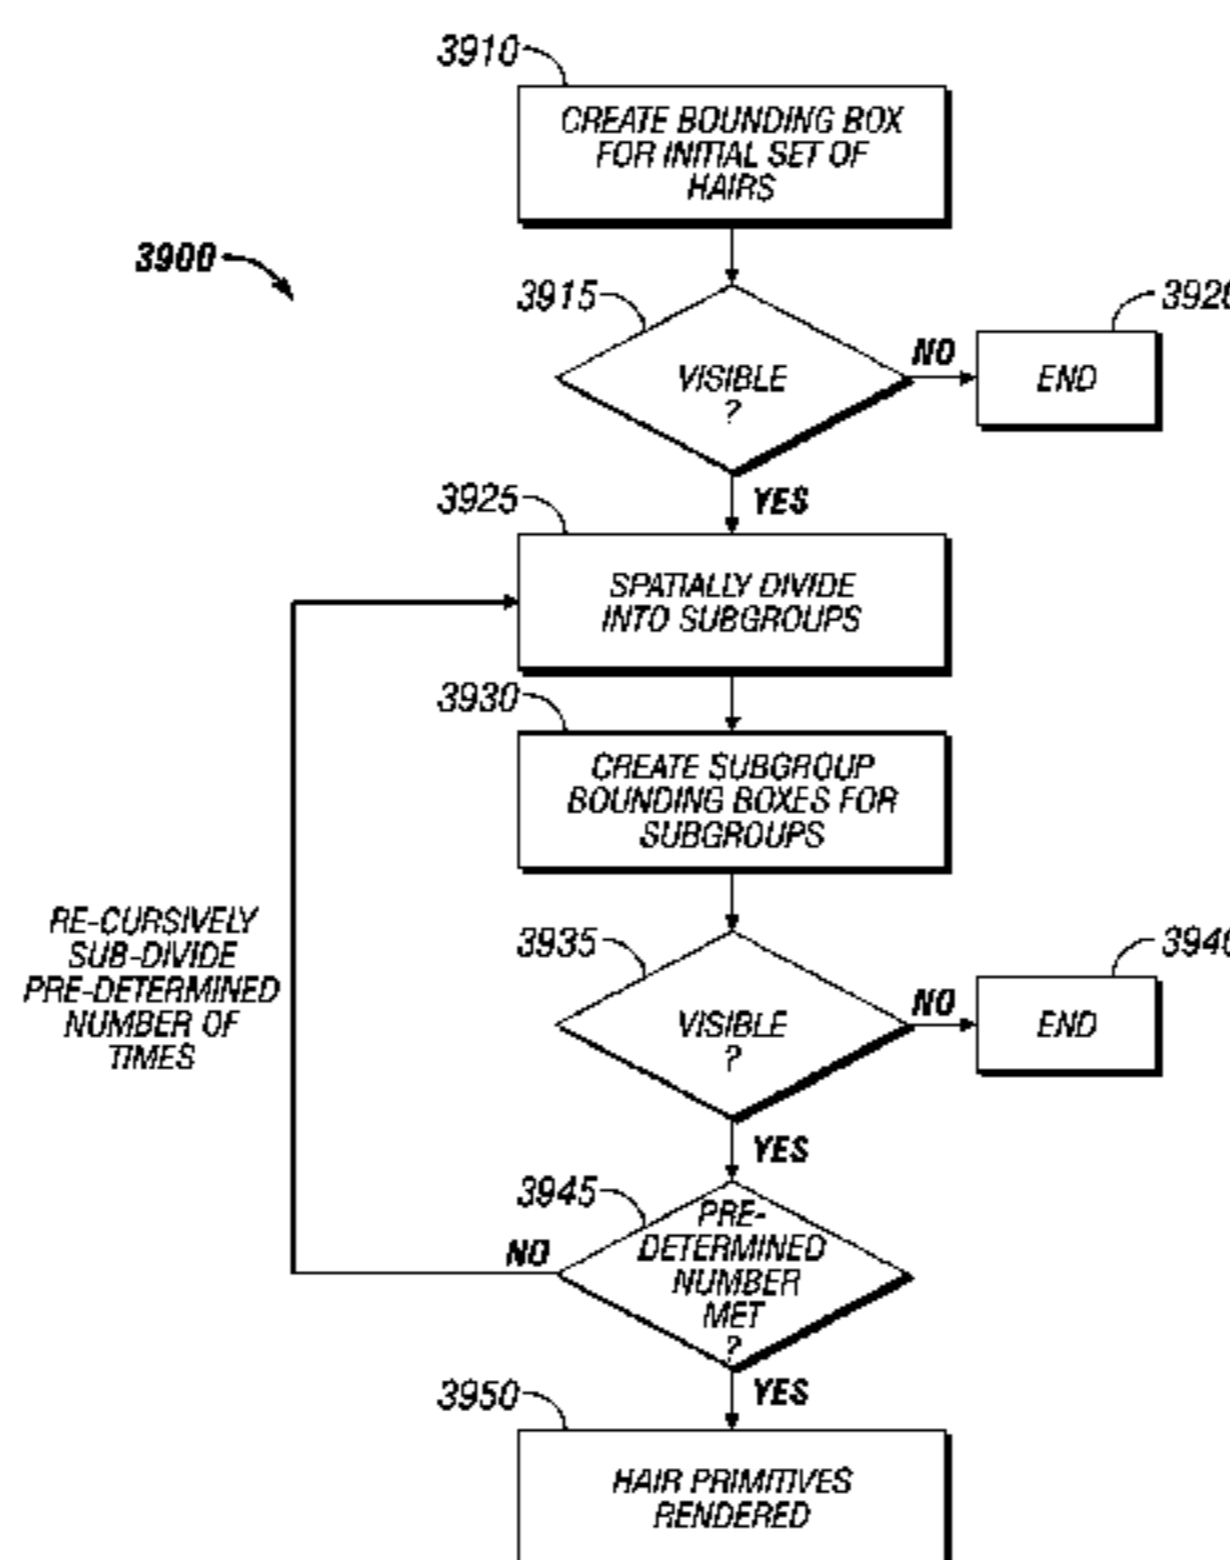 3910
CREATE BOUNDING BOX
FOR INITIAL SET OF
HAIRS
3900
3915
VISIBLE
?
NO
3920
END
YES
3925
SPATIALLY DIVIDE
INTO SUBGROUPS
3930
CREATE SUBGROUP
BOUNDING BOXES FOR
SUBGROUPS
RE-CURSIVELY
SUB-DIVIDE
PRE-DETERMINED
NUMBER OF
TIMES
3935
VISIBLE
?
NO
3940
END
YES
3945
PRE-
DETERMINED
NUMBER
MET
?
NO
YES
3950
HAIR PRIMITIVES
RENDERED